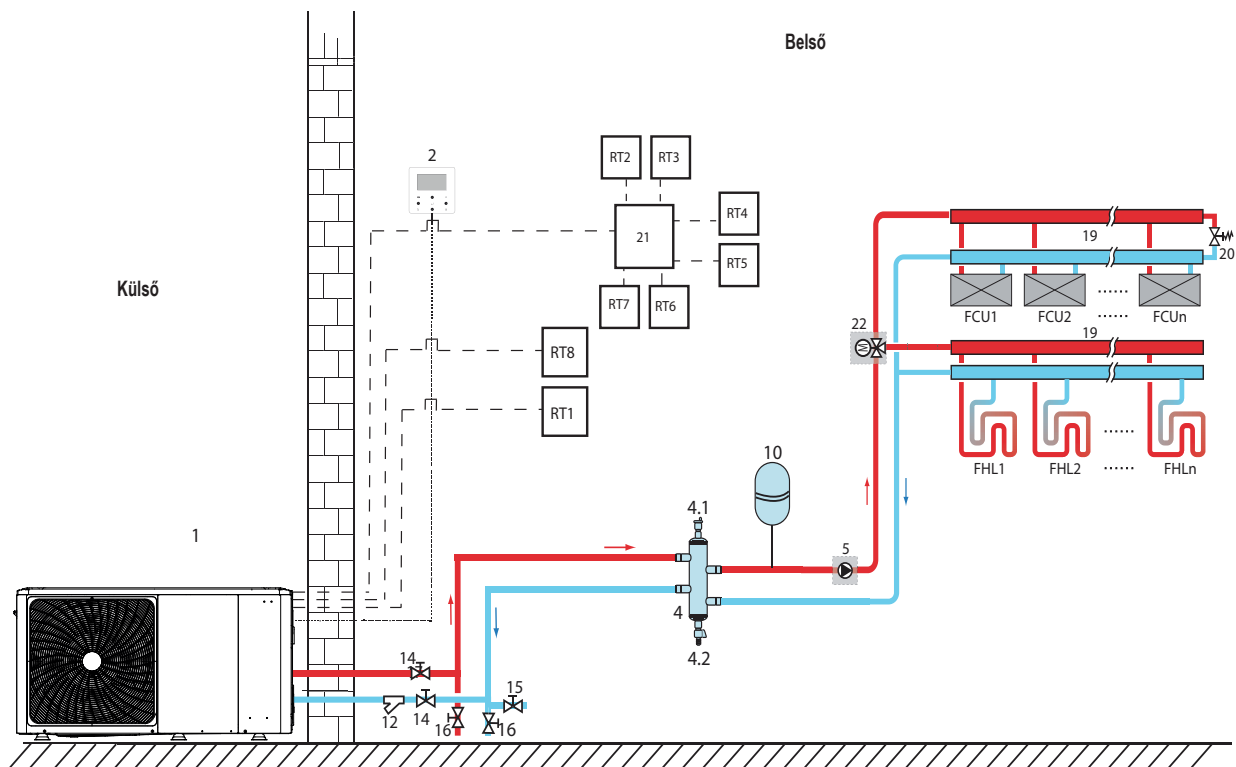 Belső
Külső
2
RT2
RT3
RT4
21
RT5
RT7
RT6
RT8
RT1
19
20
FCU1
FCU2
......
FCUn
......
22
M
19
......
FHL1
FHL2
......
FHLn
10
4.1
5
4
4.2
1
14
15
12
14
16
16